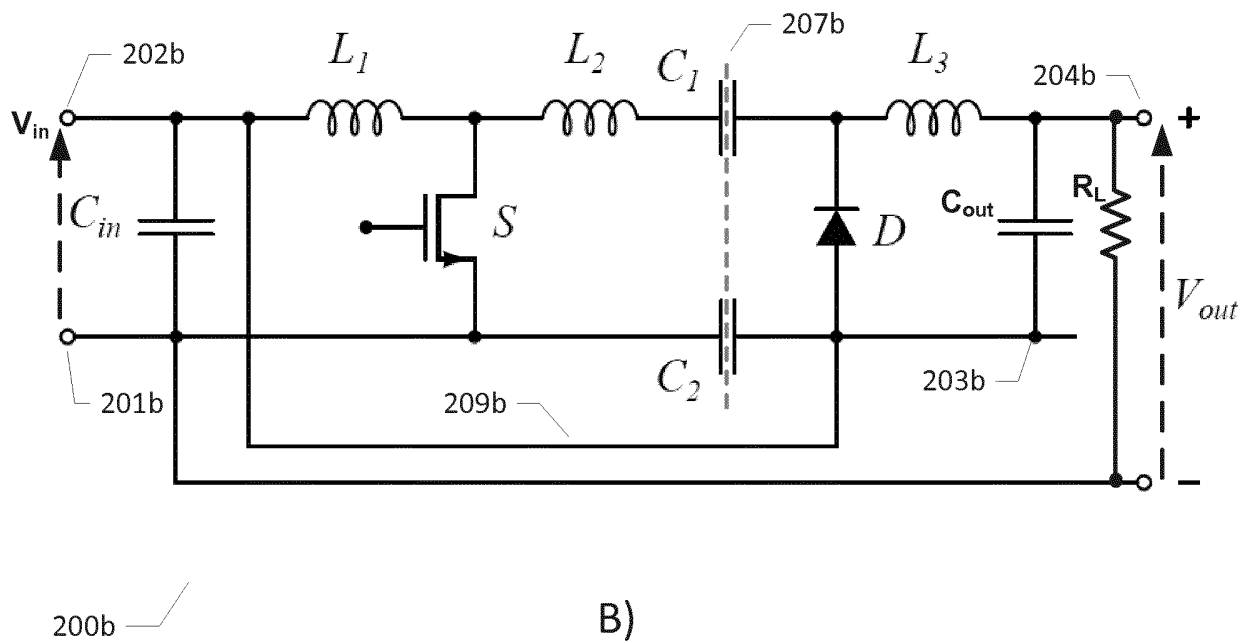 207b
202b
L1
L2
C1
L3
204b
Vin
+
Cin
S
D
Cout
RL
Vout
201b
C2
203b
209b
−
200b
B)